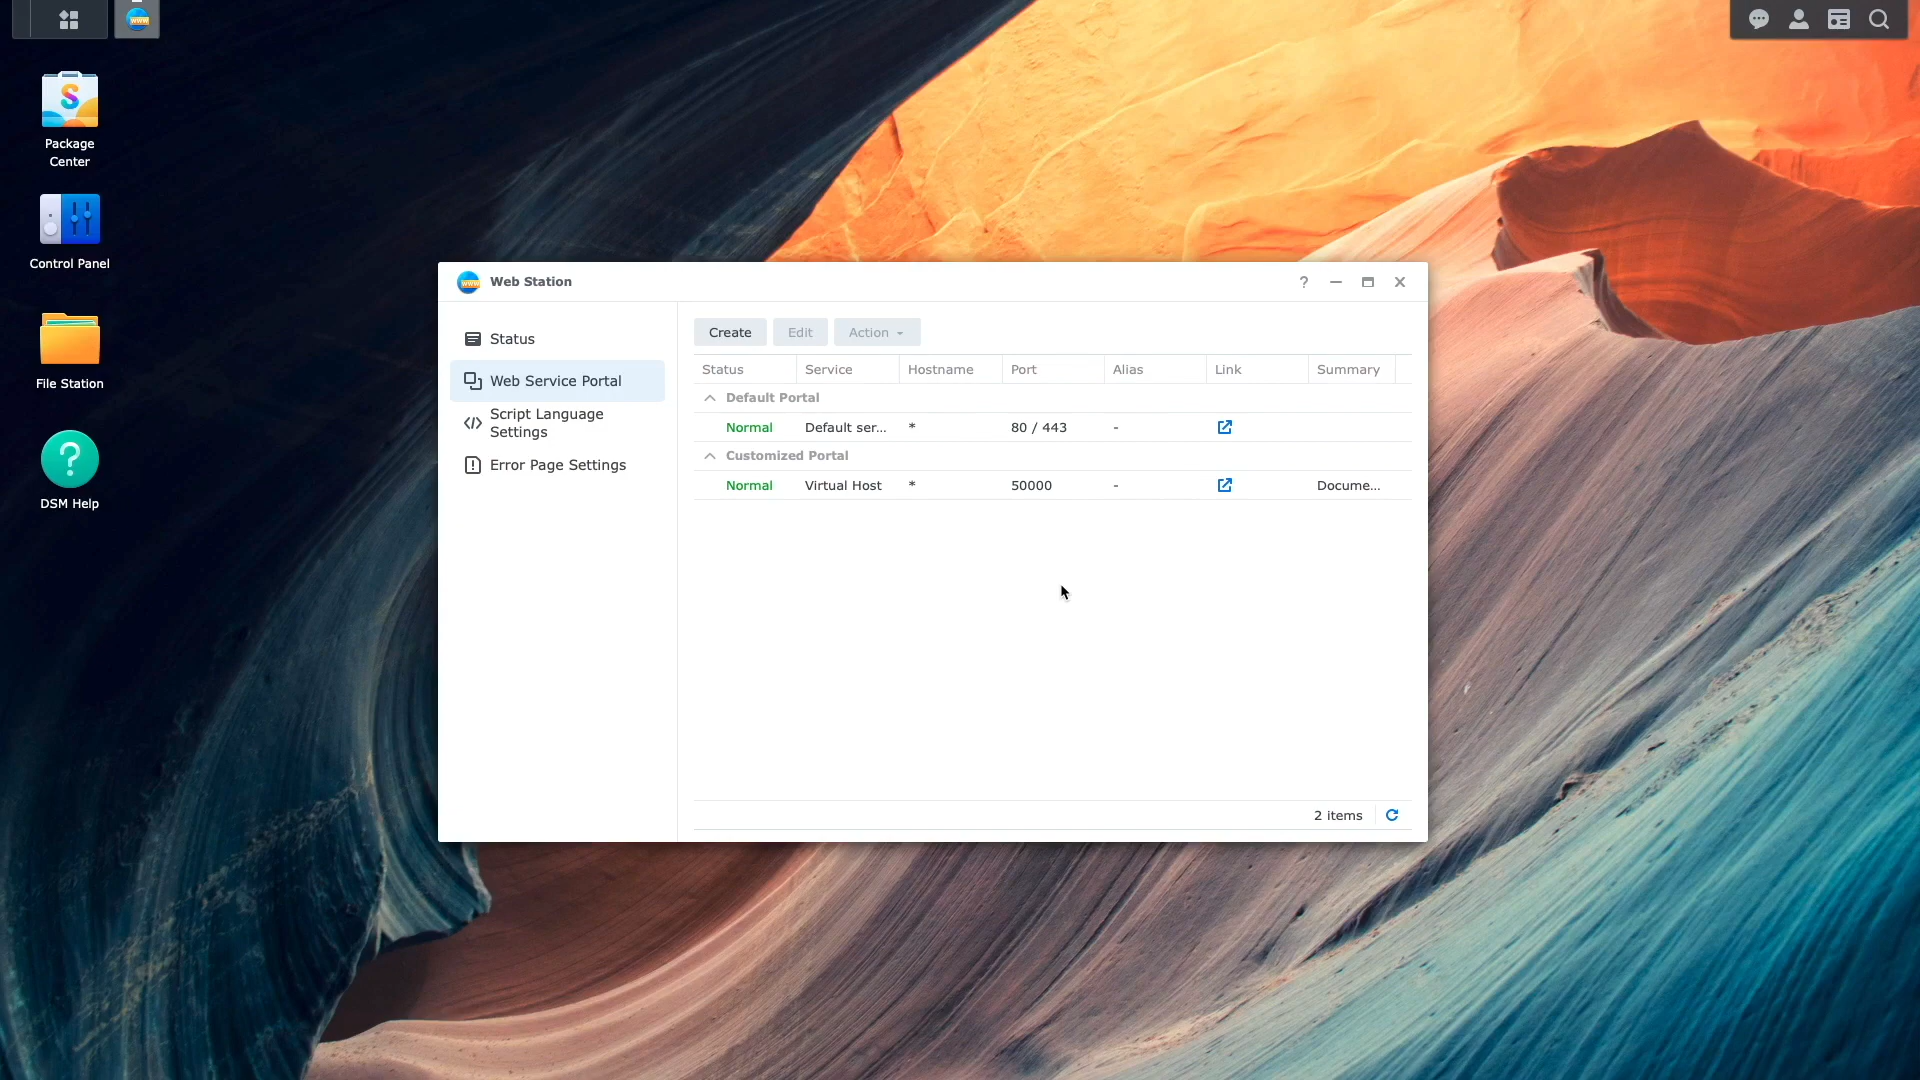 www
Package
Center
Control Panel
File Station
?
DSM Help
www Web Station ?
Status
Web Service Portal
Script Language
Settings
Error Page Settings
Create Edit Action
Status Service Hostname Port Alias Link Summary
Default Portal
Normal Default ser... * 80 / 443 -
Customized Portal
Normal Virtual Host * 50000 - Docume...
2 items